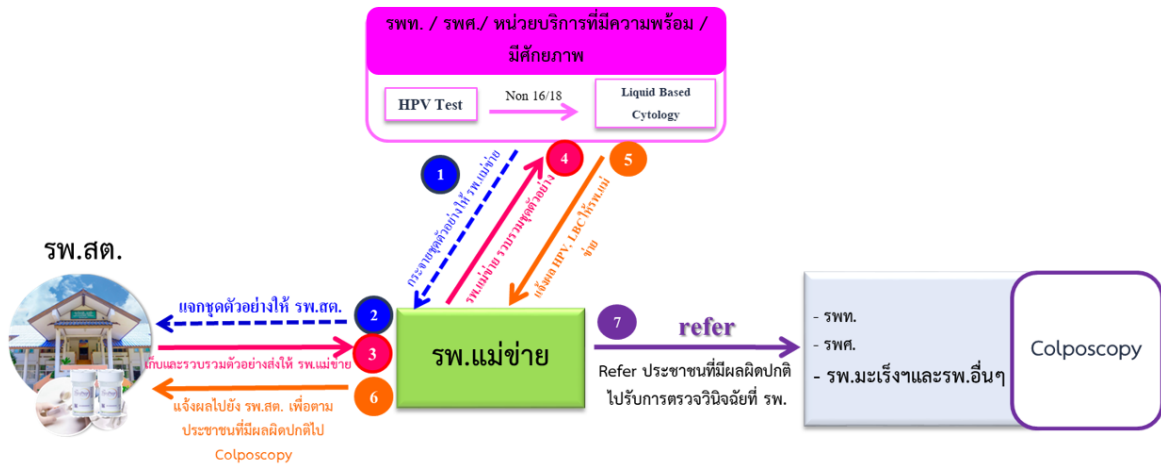 รพท. / รพศ./ หน่วยบริการที่มีความพร้อม /
มีศักยภาพ
HPV Test
Non 16/18
Liquid Based
Cytology
1
กระจายชุดตัวอย่างให้ รพ.แม่ข่าย
4
รพ.แม่ข่าย รวบรวมชุดตัวอย่าง
5
แจ้งผล HPV, LBC ให้รพ.แม่
ข่าย
รพ.สต.
แจกชุดตัวอย่างให้ รพ.สต.
2
เก็บและรวบรวมตัวอย่างส่งให้ รพ.แม่ข่าย
3
แจ้งผลไปยัง รพ.สต. เพื่อตาม
ประชาชนที่มีผลผิดปกติไป
Colposcopy
6
รพ.แม่ข่าย
7
refer
Refer ประชาชนที่มีผลผิดปกติ
ไปรับการตรวจวินิจฉัยที่ รพ.
- รพท.
- รพศ.
- รพ.มะเร็งฯและรพ.อื่นๆ
Colposcopy